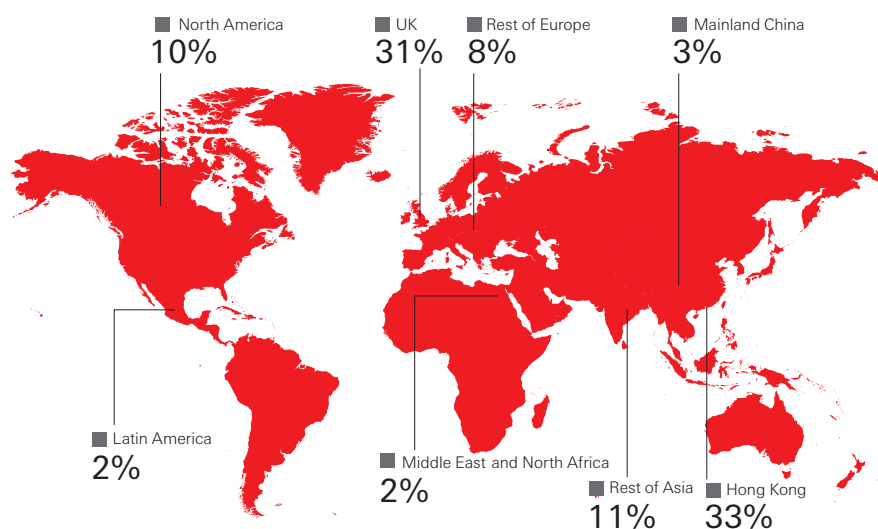 North America
10%
UK
31%
Rest of Europe
8%
Mainland China
3%
Latin America
2%
Middle East and North Africa
2%
Rest of Asia
11%
Hong Kong
33%